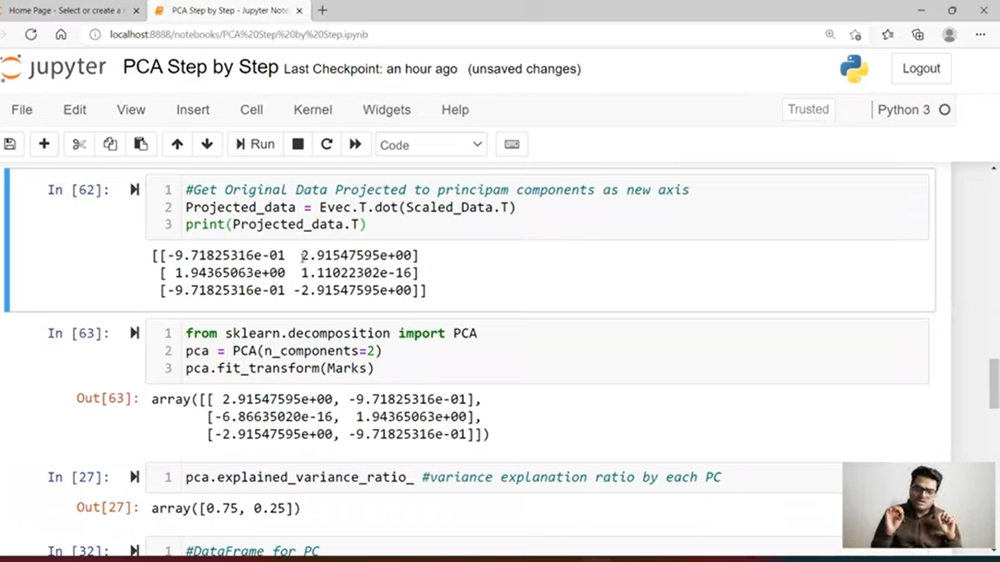 Home Page - Select or create a
PCA Step by Step - Jupyter Note
localhost:8888/notebooks/PCA%20Step%20by%20Step.ipynb
jupyter PCA Step by Step Last Checkpoint: an hour ago (unsaved changes)
Logout
File Edit View Insert Cell Kernel Widgets Help
Trusted
Python 3
Run
Code
In [62]:
1 #Get Original Data Projected to principam components as new axis
2 Projected_data = Evec.T.dot(Scaled_Data.T)
3 print(Projected_data.T)
[[-9.71825316e-01 2.91547595e+00]
[ 1.94365063e+00 1.11022302e-16]
[-9.71825316e-01 -2.91547595e+00]]
In [63]:
1 from sklearn.decomposition import PCA
2 pca = PCA(n_components=2)
3 pca.fit_transform(Marks)
Out[63]: array([[ 2.91547595e+00, -9.71825316e-01],
[-6.86635020e-16, 1.94365063e+00],
[-2.91547595e+00, -9.71825316e-01]])
In [27]:
1 pca.explained_variance_ratio_ #variance explanation ratio by each PC
Out[27]: array([0.75, 0.25])
In [32]:
1 #DataFrame for PC